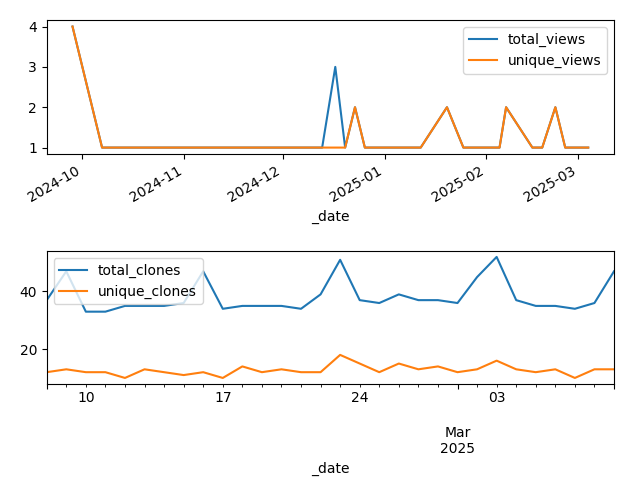 4
3
2
1
total_views
unique_views
2024-10
2024-11
2024-12
2025-01
2025-02
2025-03
_date
40
20
total_clones
unique_clones
10
17
24
03
Mar
2025
_date